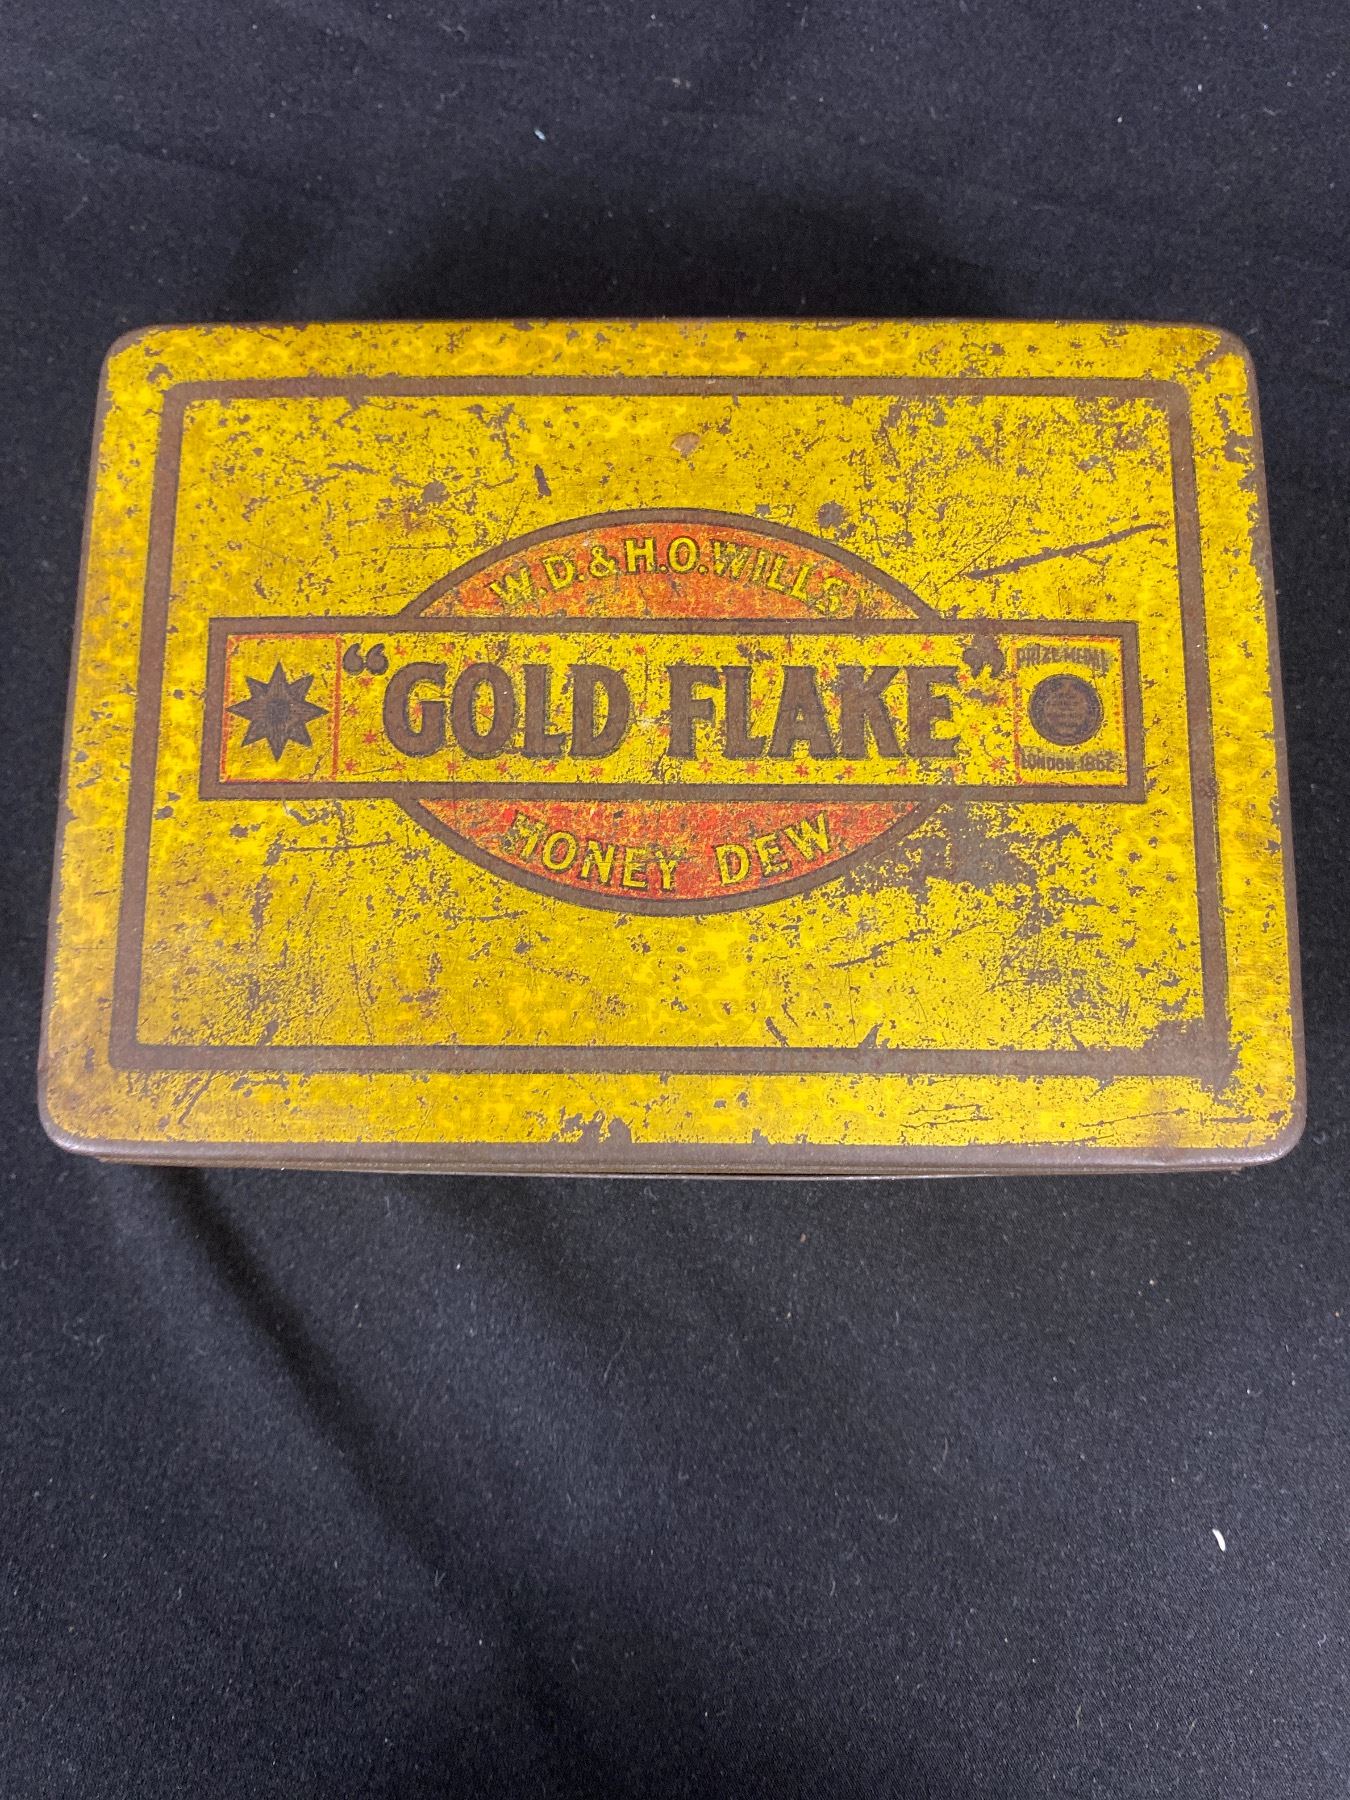 W.D. & H.O. WILLS'
"GOLD FLAKE"
PRIZE MEDAL
LONDON. 1862
HONEY DEW